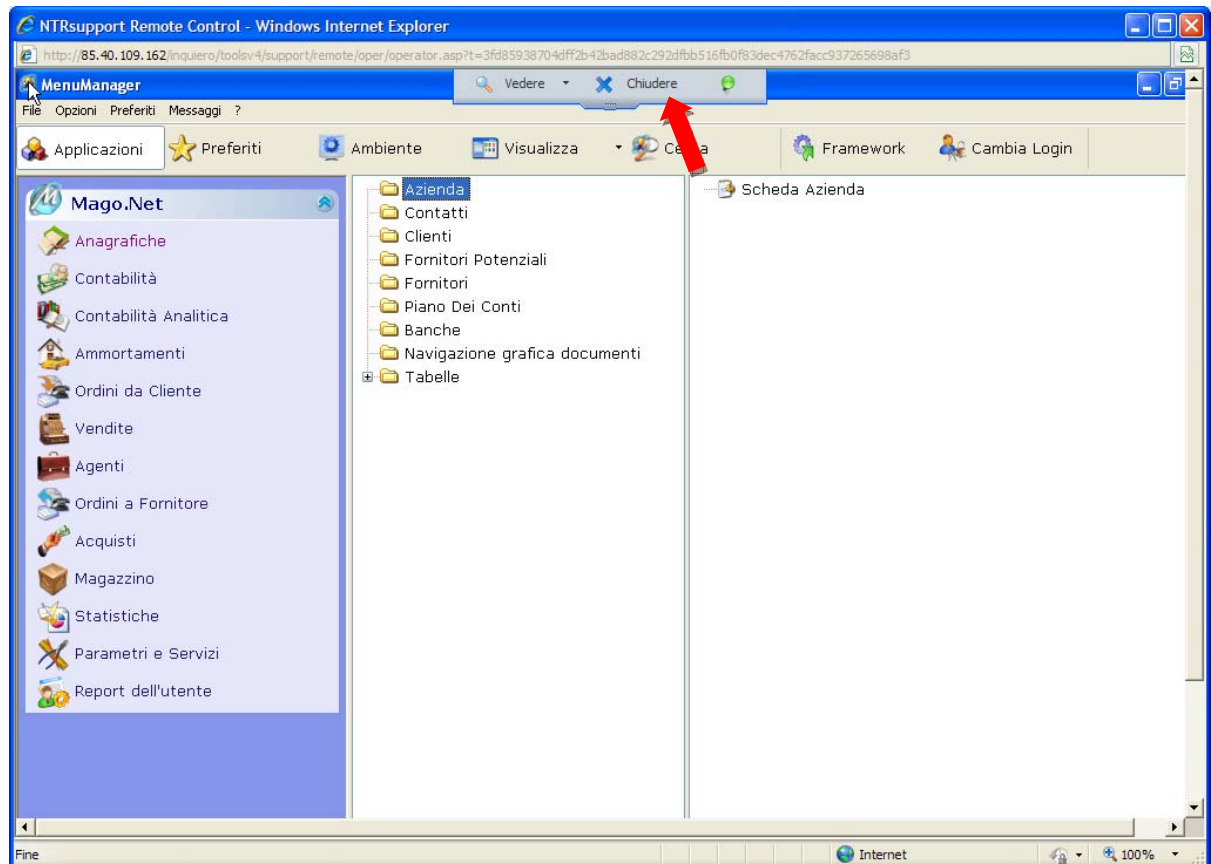 NTRsupport Remote Control - Windows Internet Explorer
http://85.40.109.162/inquiero/toolsv4/support/remote/oper/operator.asp?t=3fd85938704dff2b42bad882c292dfbb516fb0f83dec4762facc937265698af3
MenuManager
Vedere Chiudere
File Opzioni Preferiti Messaggi ?
Applicazioni Preferiti Ambiente Visualizza Framework Cambia Login
Mago.Net
Anagrafiche
Contabilità
Contabilità Analitica
Ammortamenti
Ordini da Cliente
Vendite
Agenti
Ordini a Fornitore
Acquisti
Magazzino
Statistiche
Parametri e Servizi
Report dell'utente
Azienda
Contatti
Clienti
Fornitori Potenziali
Fornitori
Piano Dei Conti
Banche
Navigazione grafica documenti
Tabelle
Scheda Azienda
Fine Internet 100%